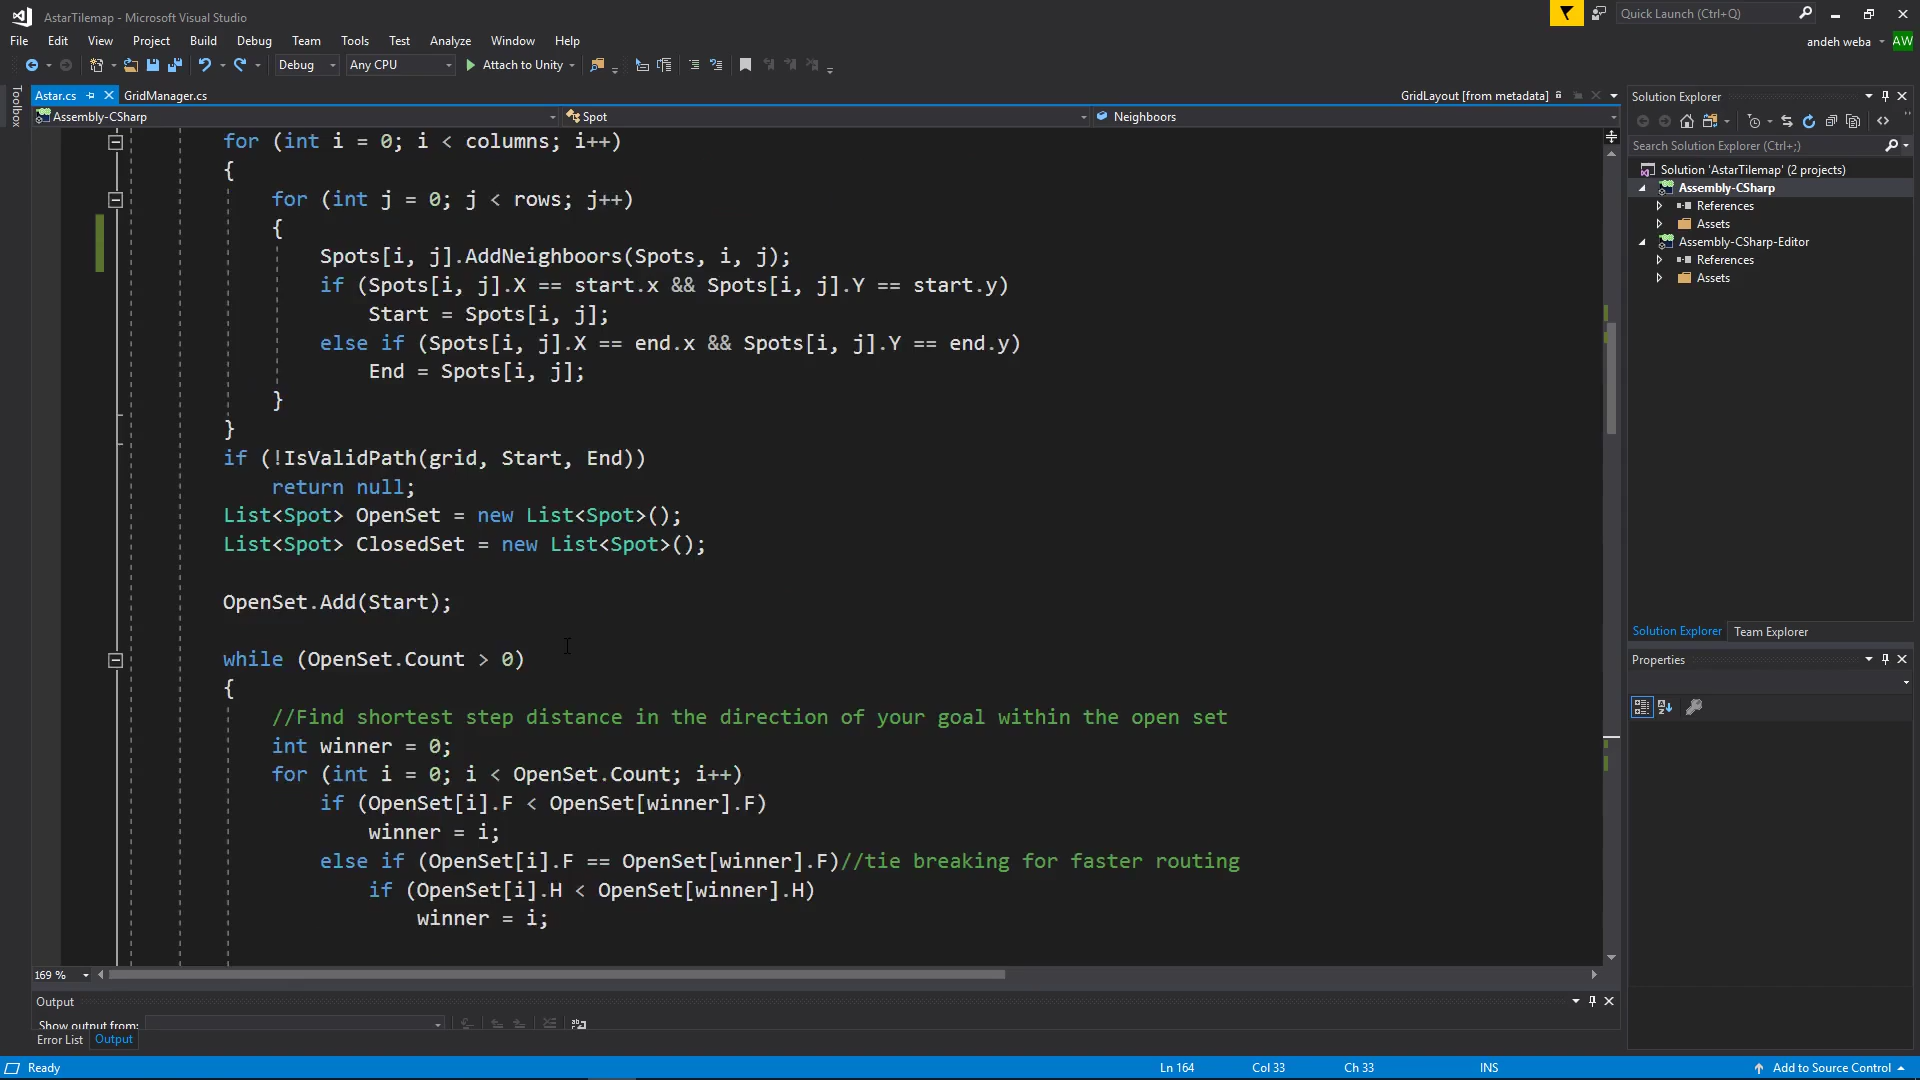 AstarTilemap - Microsoft Visual Studio
Quick Launch (Ctrl+Q)
File Edit View Project Build Debug Team Tools Test Analyze Window Help
andeh weba AW
Debug Any CPU Attach to Unity
Toolbox
Astar.cs GridManager.cs GridLayout [from metadata]
Assembly-CSharp Spot Neighboors
for (int i = 0; i < columns; i++)
{
for (int j = 0; j < rows; j++)
{
Spots[i, j].AddNeighboors(Spots, i, j);
if (Spots[i, j].X == start.x && Spots[i, j].Y == start.y)
Start = Spots[i, j];
else if (Spots[i, j].X == end.x && Spots[i, j].Y == end.y)
End = Spots[i, j];
}
}
if (!IsValidPath(grid, Start, End))
return null;
List<Spot> OpenSet = new List<Spot>();
List<Spot> ClosedSet = new List<Spot>();
OpenSet.Add(Start);
while (OpenSet.Count > 0)
{
//Find shortest step distance in the direction of your goal within the open set
int winner = 0;
for (int i = 0; i < OpenSet.Count; i++)
if (OpenSet[i].F < OpenSet[winner].F)
winner = i;
else if (OpenSet[i].F == OpenSet[winner].F)//tie breaking for faster routing
if (OpenSet[i].H < OpenSet[winner].H)
winner = i;
169 %
Output
Show output from:
Error List Output
Solution Explorer
Search Solution Explorer (Ctrl+;)
Solution 'AstarTilemap' (2 projects)
Assembly-CSharp
References
Assets
Assembly-CSharp-Editor
References
Assets
Solution Explorer Team Explorer
Properties
Ready Ln 164 Col 33 Ch 33 INS Add to Source Control